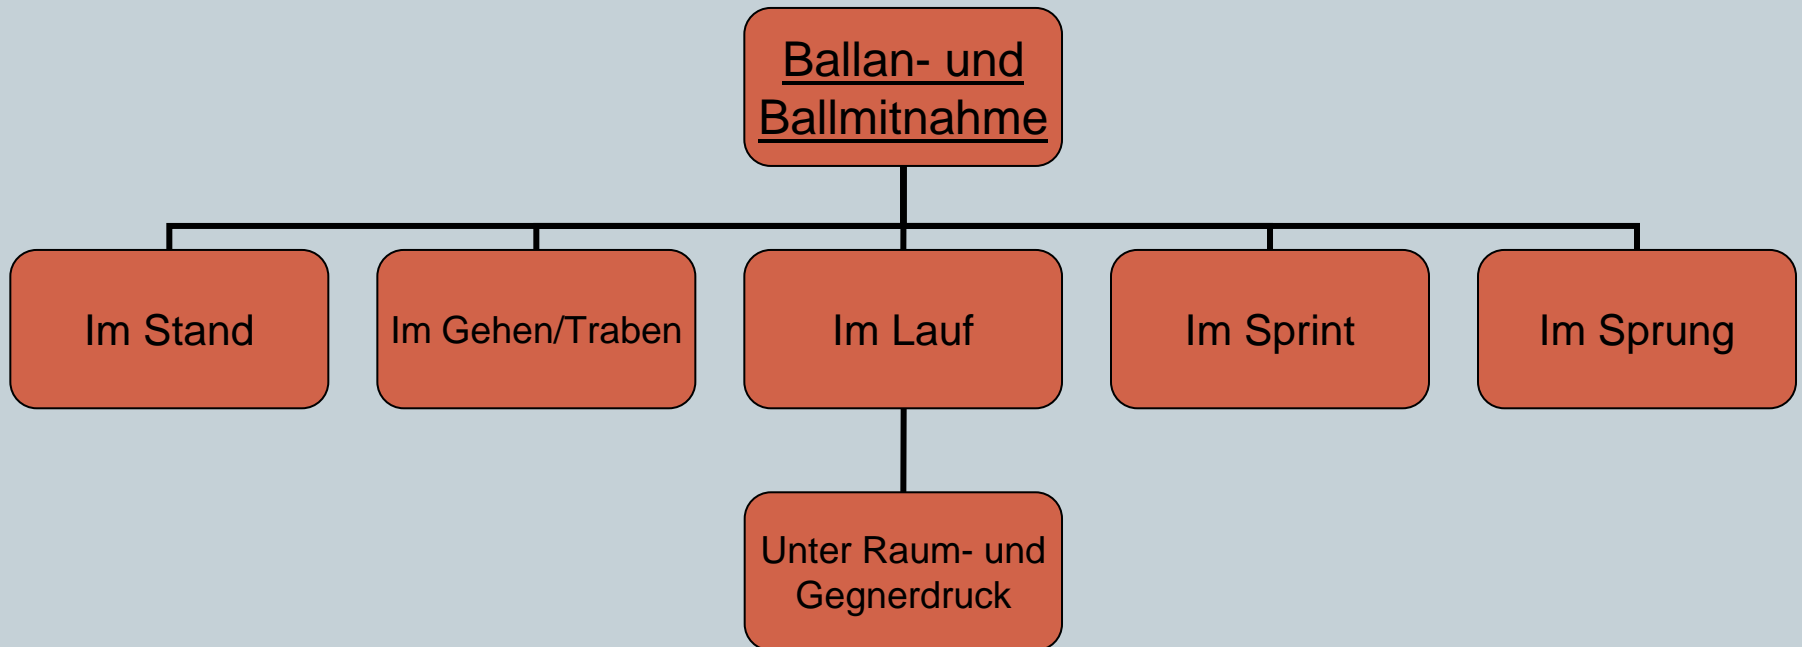 Ballan- und
Ballmitnahme
Im Stand
Im Gehen/Traben
Im Lauf
Im Sprint
Im Sprung
Unter Raum- und
Gegnerdruck